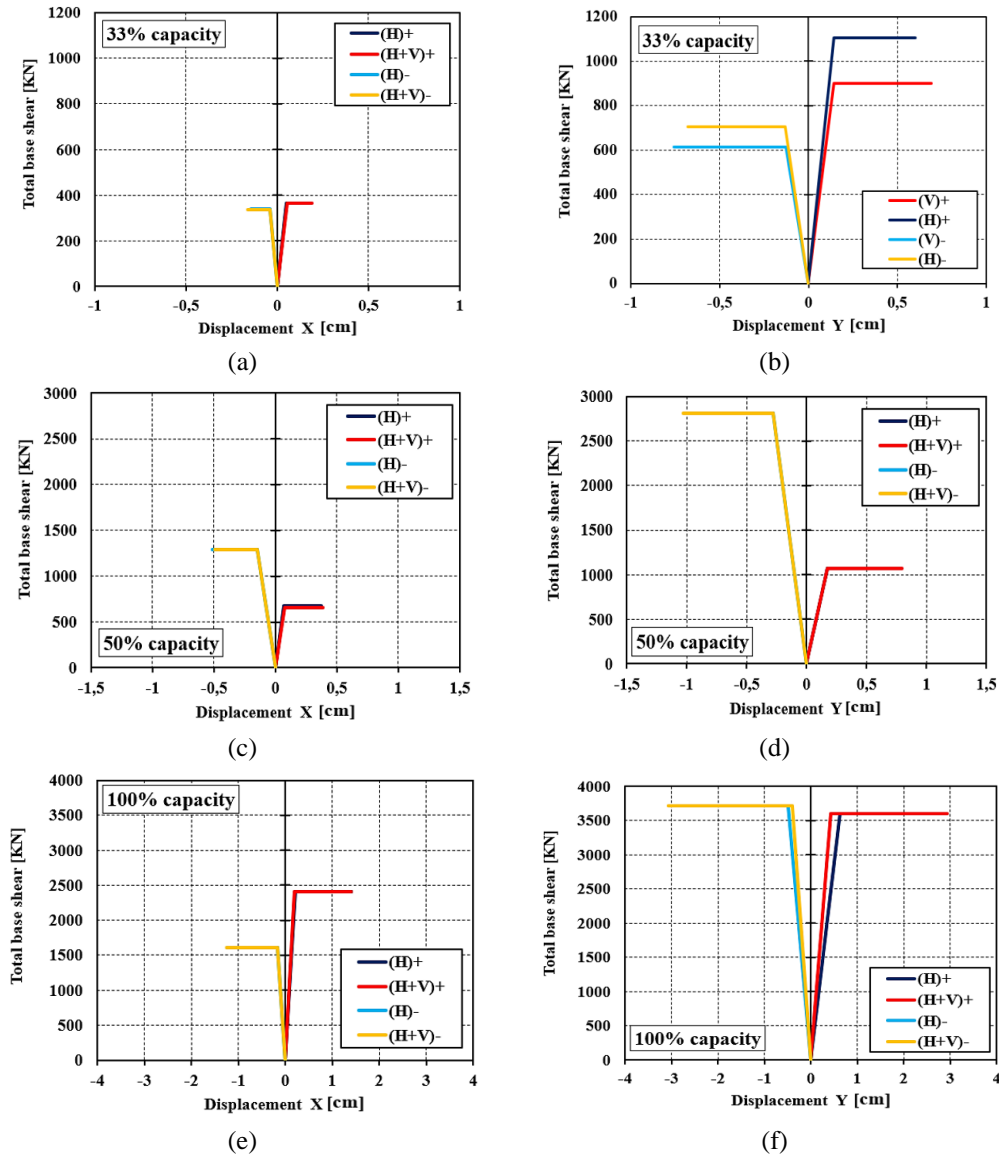 33% capacity
(H)+
(H+V)+
(H)-
(H+V)-
Total base shear [KN]
1200
1000
800
600
400
200
0
-1
-0,5
0
0,5
1
Displacement X [cm]
(a)
33% capacity
(V)+
(H)+
(V)-
(H)-
Total base shear [KN]
1200
1000
800
600
400
200
0
-1
-0,5
0
0,5
1
Displacement Y [cm]
(b)
50% capacity
(H)+
(H+V)+
(H)-
(H+V)-
Total base shear [KN]
3000
2500
2000
1500
1000
500
0
-1,5
-1
-0,5
0
0,5
1
1,5
Displacement X [cm]
(c)
50% capacity
(H)+
(H+V)+
(H)-
(H+V)-
Total base shear [KN]
3000
2500
2000
1500
1000
500
0
-1,5
-1
-0,5
0
0,5
1
1,5
Displacement Y [cm]
(d)
100% capacity
(H)+
(H+V)+
(H)-
(H+V)-
Total base shear [KN]
4000
3500
3000
2500
2000
1500
1000
500
0
-4
-3
-2
-1
0
1
2
3
4
Displacement X [cm]
(e)
100% capacity
(H)+
(H+V)+
(H)-
(H+V)-
Total base shear [KN]
4000
3500
3000
2500
2000
1500
1000
500
0
-4
-3
-2
-1
0
1
2
3
4
Displacement Y [cm]
(f)